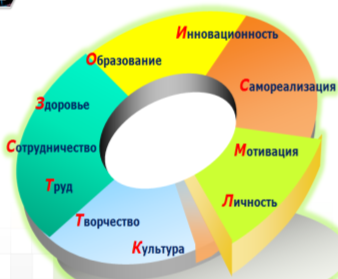 Инновационность
Образование
Самореализация
Здоровье
Сотрудничество
Мотивация
Труд
Личность
Творчество
Культура